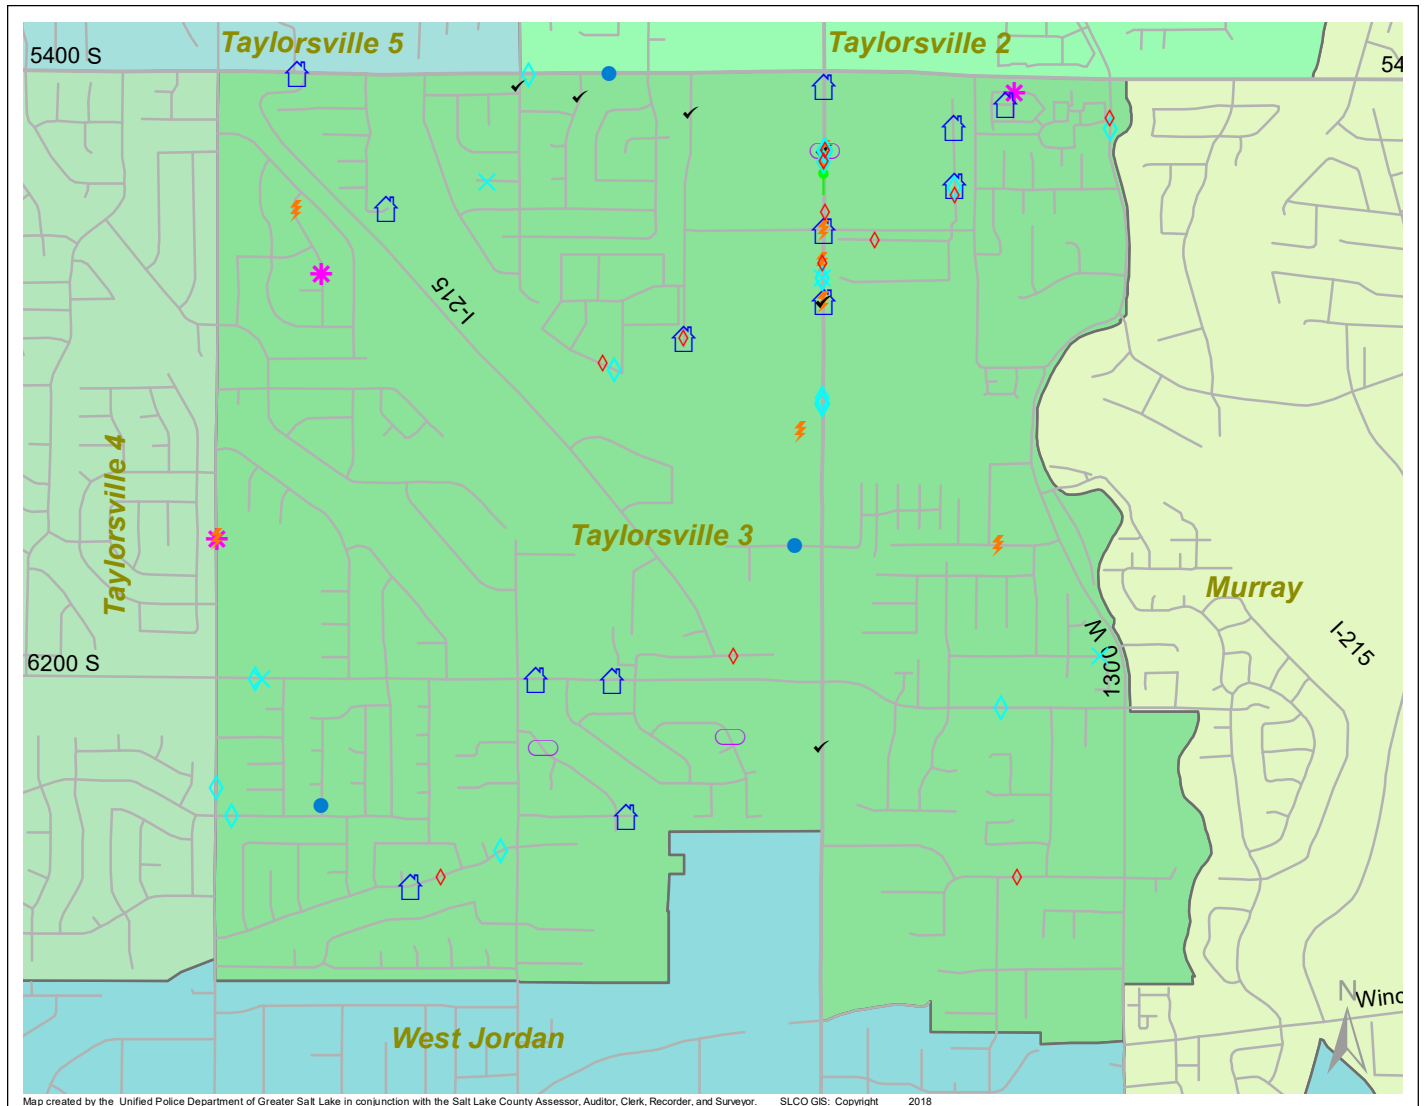 Taylorsville 5
Taylorsville 2
5400 S
54
I-215
Taylorsville 4
Taylorsville 3
Murray
I-215
1300 W
6200 S
N
Winc
West Jordan
Map created by the Unified Police Department of Greater Salt Lake in conjunction with the Salt Lake County Assessor, Auditor, Clerk, Recorder, and Surveyor. SLCO GIS: Copyright 2018